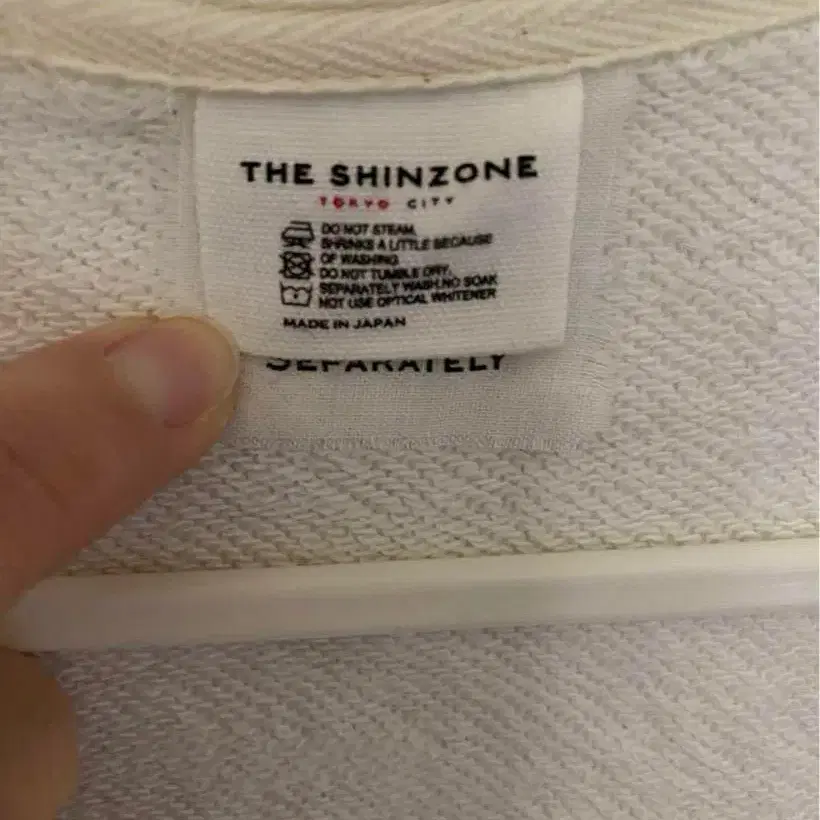 THE SHINZONE
TOKYO CITY
DO NOT STEAM.
SHRINKS A LITTLE BECAUSE
OF WASHING
DO NOT TUMBLE DRY.
SEPARATELY WASH.NO SOAK
NOT USE OPTICAL WHITENER
MADE IN JAPAN
SEPARATELY